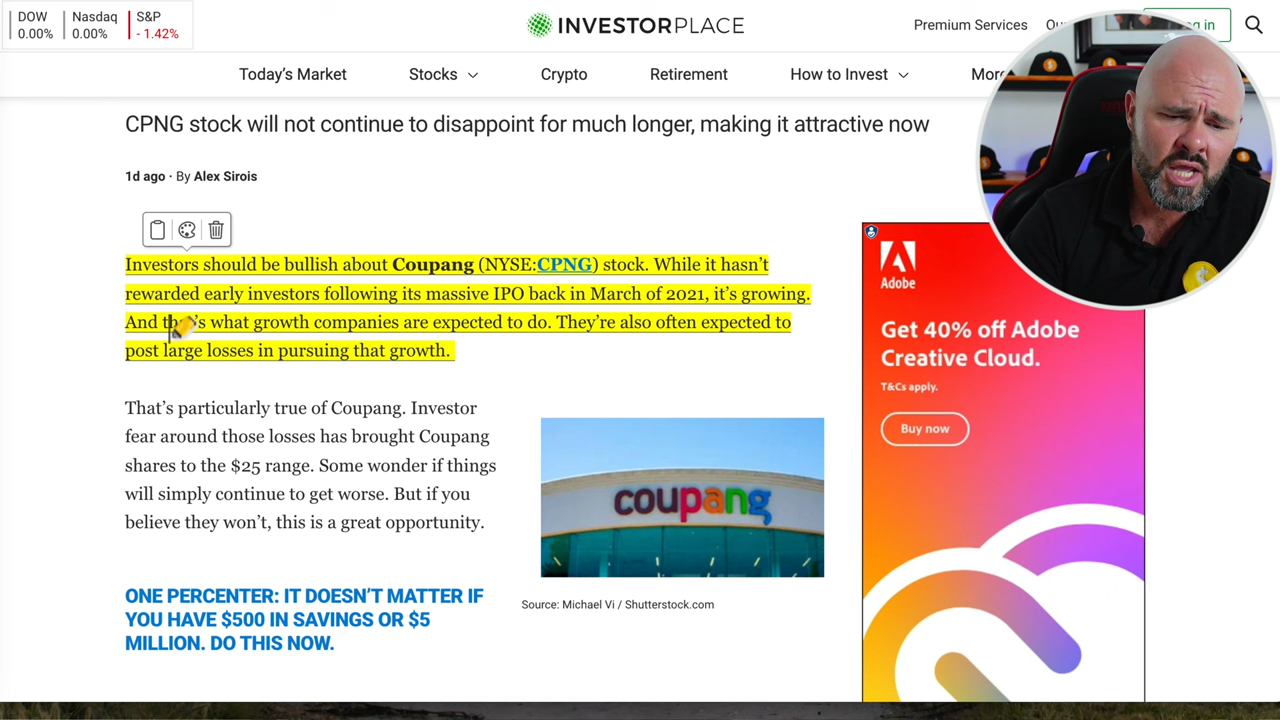 DOW
0.00%
Nasdaq
0.00%
S&P
- 1.42%
INVESTORPLACE
Premium Services
in
Today's Market
Stocks
Crypto
Retirement
How to Invest
CPNG stock will not continue to disappoint for much longer, making it attractive now
1d ago · By Alex Sirois
Investors should be bullish about Coupang (NYSE:CPNG) stock. While it hasn't
rewarded early investors following its massive IPO back in March of 2021, it's growing.
And that's what growth companies are expected to do. They're also often expected to
post large losses in pursuing that growth.
That's particularly true of Coupang. Investor
fear around those losses has brought Coupang
shares to the $25 range. Some wonder if things
will simply continue to get worse. But if you
believe they won't, this is a great opportunity.
coupang
Source: Michael Vi / Shutterstock.com
ONE PERCENTER: IT DOESN'T MATTER IF
YOU HAVE $500 IN SAVINGS OR $5
MILLION. DO THIS NOW.
Adobe
Get 40% off Adobe
Creative Cloud.
T&Cs apply.
Buy now